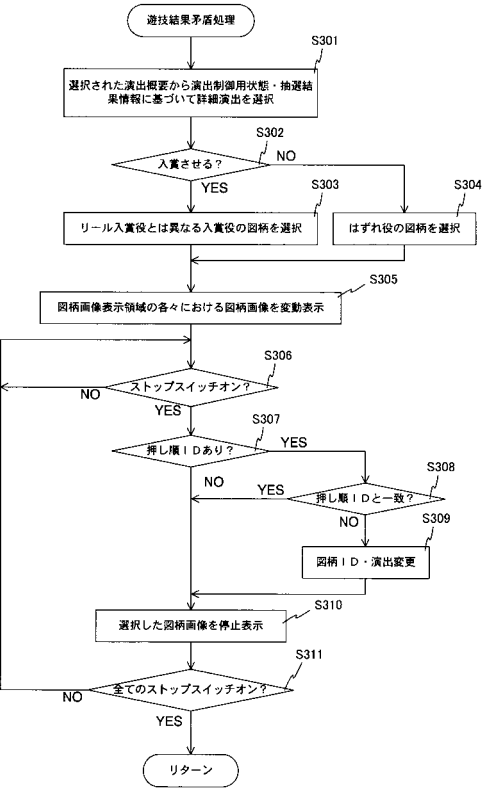 遊技結果矛盾処理
S301
選択された演出概要から演出制御用状態・抽選結
果情報に基づいて詳細演出を選択
S302
入賞させる？
NO
YES
S303
リール入賞役とは異なる入賞役の図柄を選択
S304
はずれ役の図柄を選択
S305
図柄画像表示領域の各々における図柄画像を変動表示
S306
ストップスイッチオン？
NO
YES
S307
押し順ＩＤあり？
YES
NO
S308
押し順ＩＤと一致？
YES
NO
S309
図柄ＩＤ・演出変更
S310
選択した図柄画像を停止表示
S311
全てのストップスイッチオン？
NO
YES
リターン